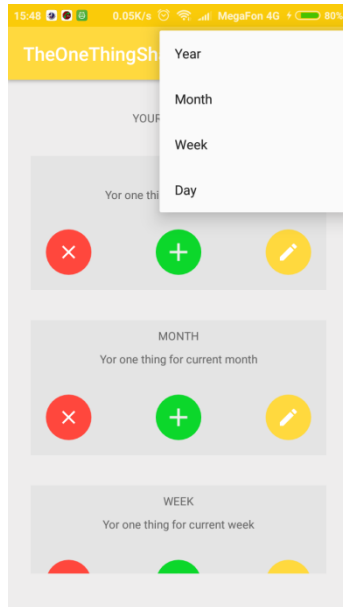 15:48 0.05K/s MegaFon 4G 80%
TheOneThingSh
Year
Month
Week
Day
YOUR
Yor one thi
MONTH
Yor one thing for current month
WEEK
Yor one thing for current week